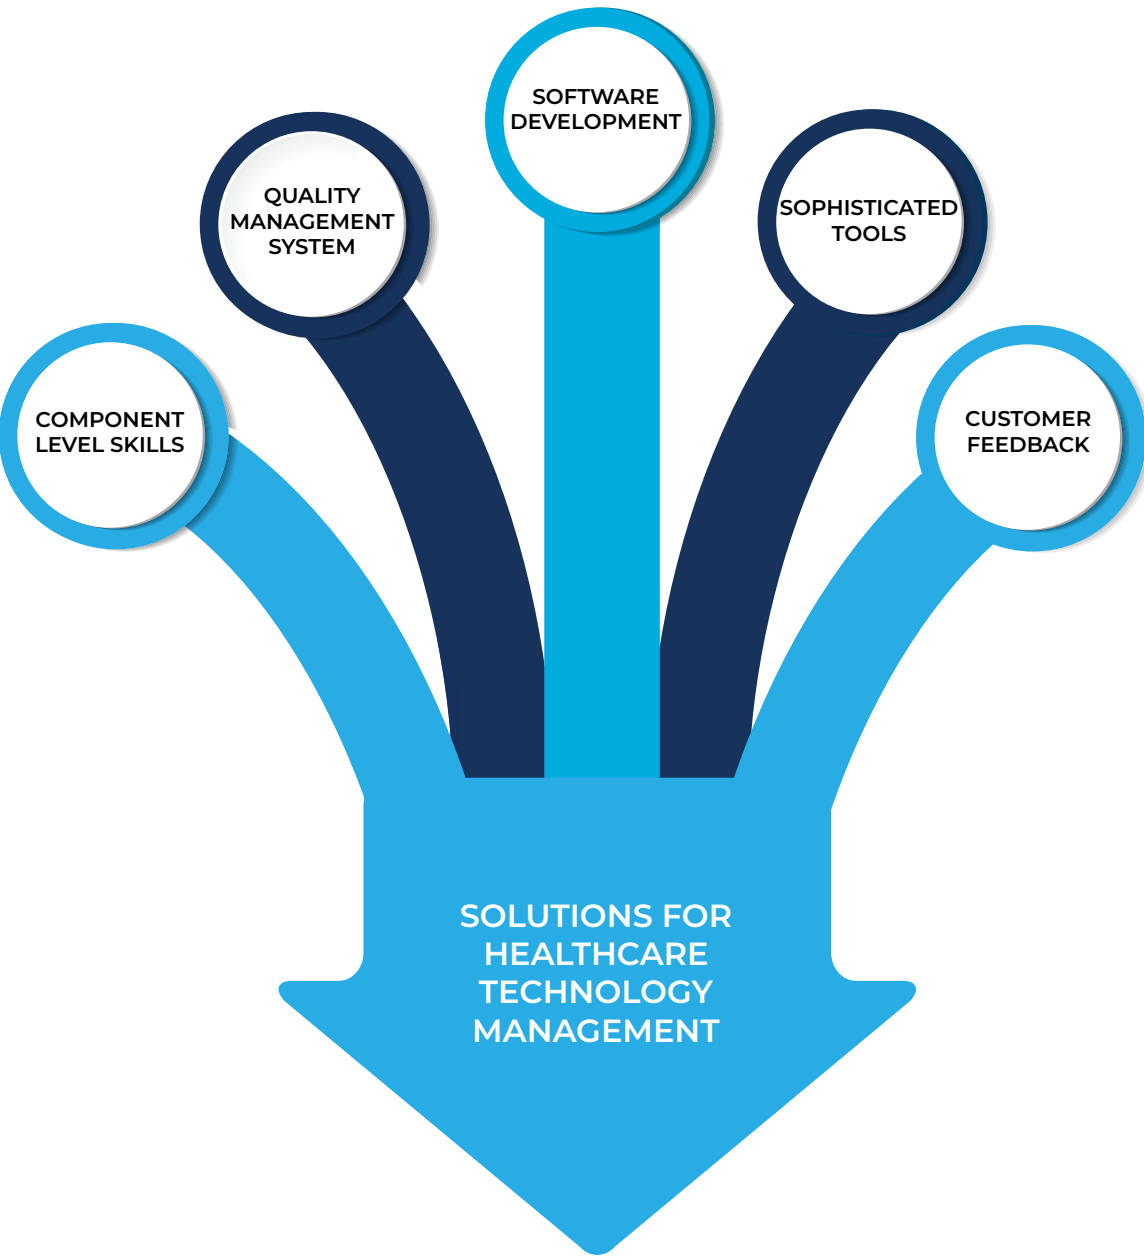 SOFTWARE
DEVELOPMENT
QUALITY
MANAGEMENT
SYSTEM
SOPHISTICATED
TOOLS
COMPONENT
LEVEL SKILLS
CUSTOMER
FEEDBACK
SOLUTIONS FOR
HEALTHCARE
TECHNOLOGY
MANAGEMENT